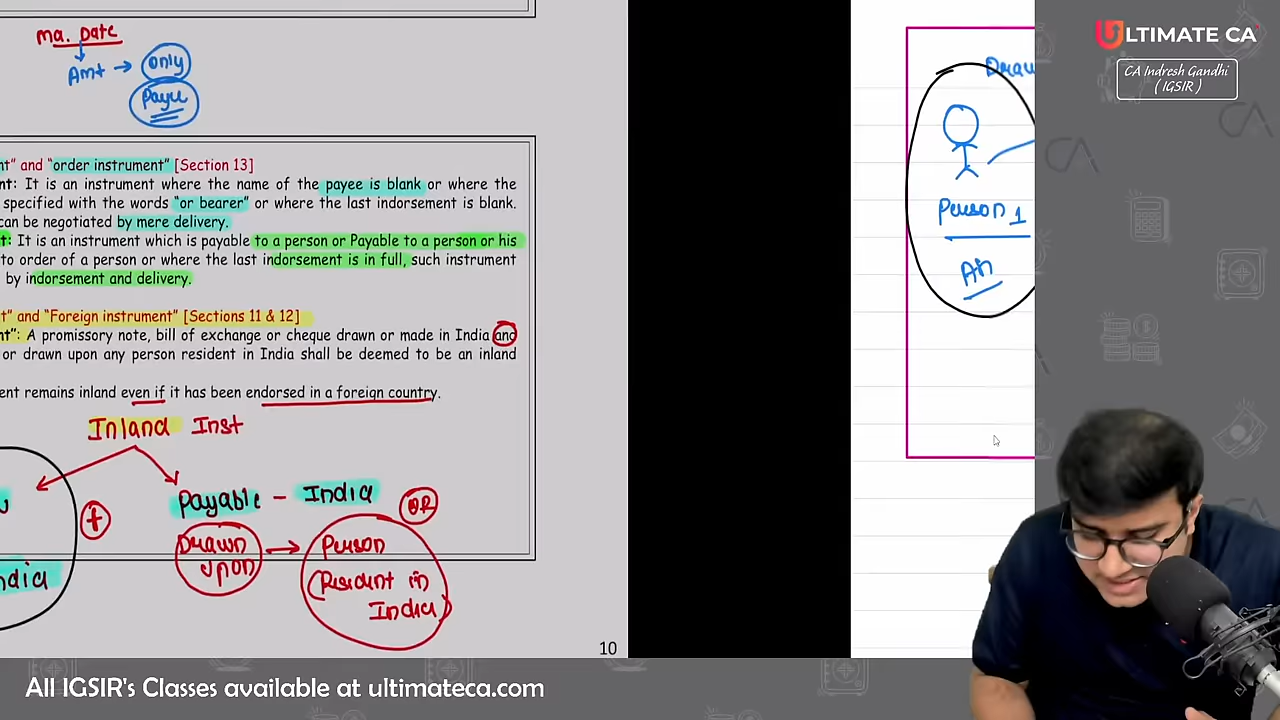 ma. Date
Amt → only
Payee
nt" and "order instrument" [Section 13]
nt: It is an instrument where the name of the payee is blank or where the
specified with the words "or bearer" or where the last indorsement is blank.
can be negotiated by mere delivery.
t: It is an instrument which is payable to a person or Payable to a person or his
to order of a person or where the last indorsement is in full, such instrument
by indorsement and delivery.
t" and "Foreign instrument" [Sections 11 & 12]
nt": A promissory note, bill of exchange or cheque drawn or made in India and
or drawn upon any person resident in India shall be deemed to be an inland
ent remains inland even if it has been endorsed in a foreign country.
Inland Inst
Payable - India
OR
+
Drawn upon → Person
(Resident in
India)
ndia
10
Draw
Person 1
ULTIMATE CA
CA Indresh Gandhi
( IGSIR )
CA
All IGSIR's Classes available at ultimateca.com